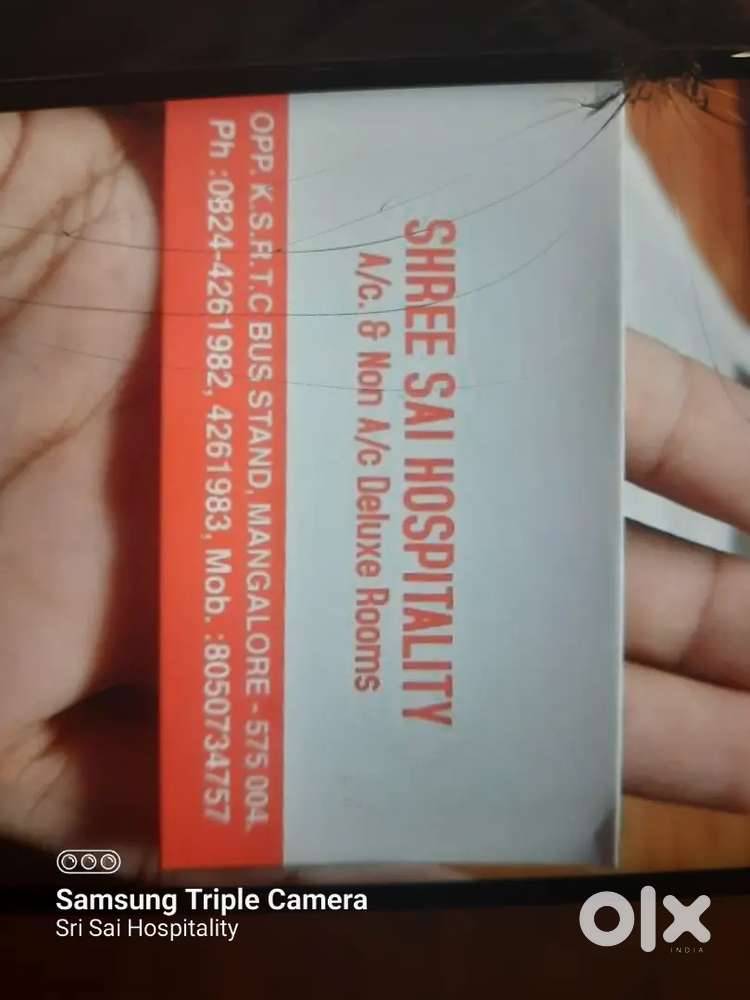 SHREE SAI HOSPITALITY
A/c. & Non A/c Deluxe Rooms
OPP. K.S.R.T.C BUS STAND, MANGALORE - 575 004.
Ph :0824-4261982, 4261983, Mob. :8050734757
Samsung Triple Camera
Sri Sai Hospitality
olx
INDIA